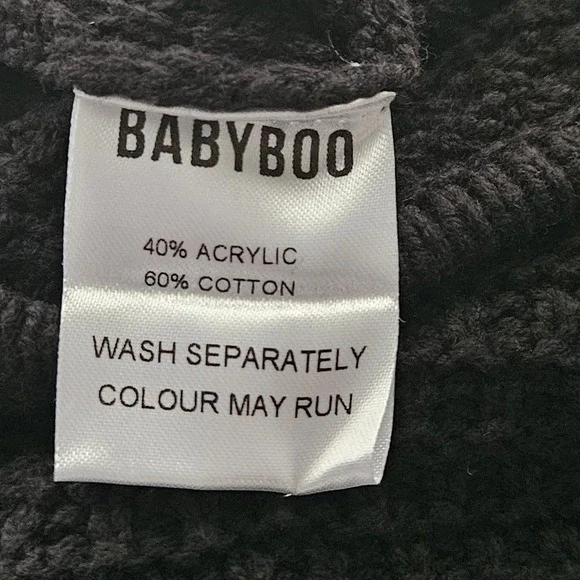 BABYBOO
40% ACRYLIC
60% COTTON
WASH SEPARATELY
COLOUR MAY RUN